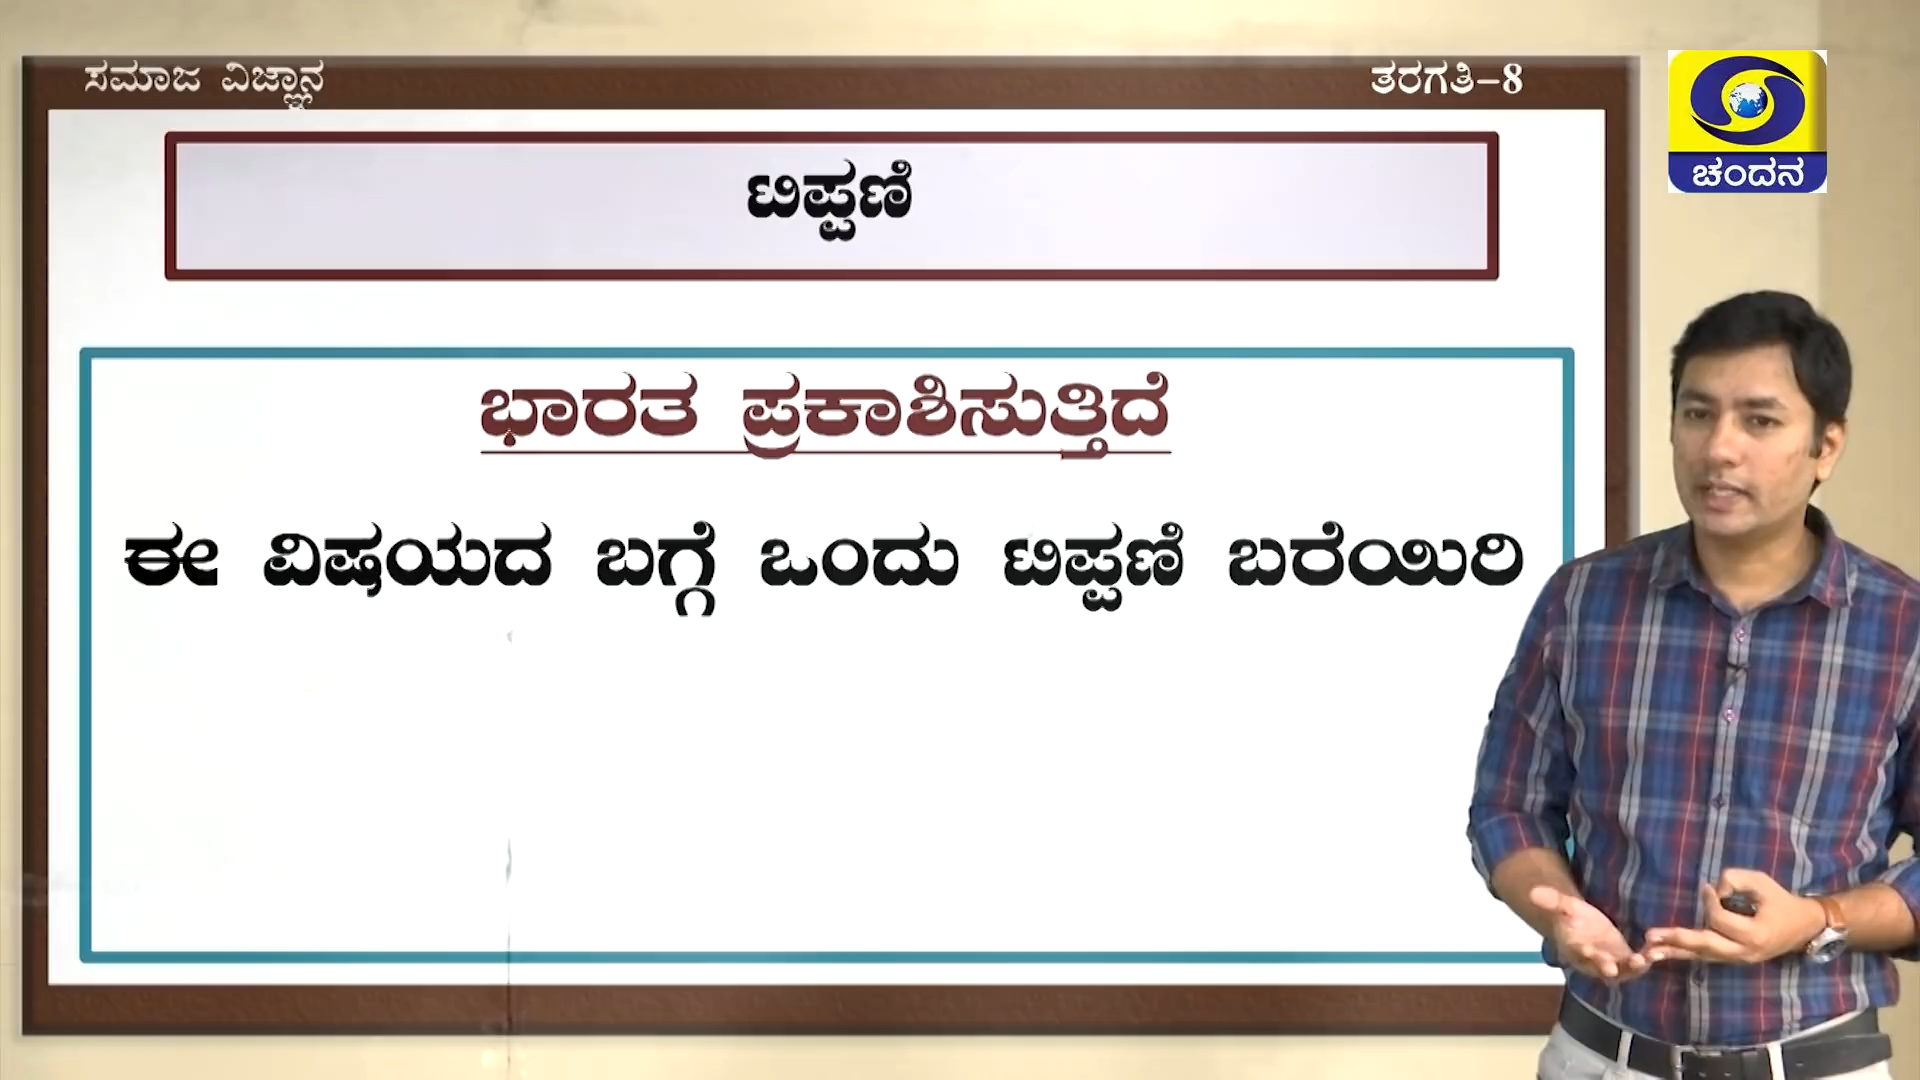 ಸಮಾಜ ವಿಜ್ಞಾನ
ತರಗತಿ-8
ಚಂದನ
ಟಿಪ್ಪಣಿ
ಭಾರತ ಪ್ರಕಾಶಿಸುತ್ತಿದೆ
ಈ ವಿಷಯದ ಬಗ್ಗೆ ಒಂದು ಟಿಪ್ಪಣಿ ಬರೆಯಿರಿ